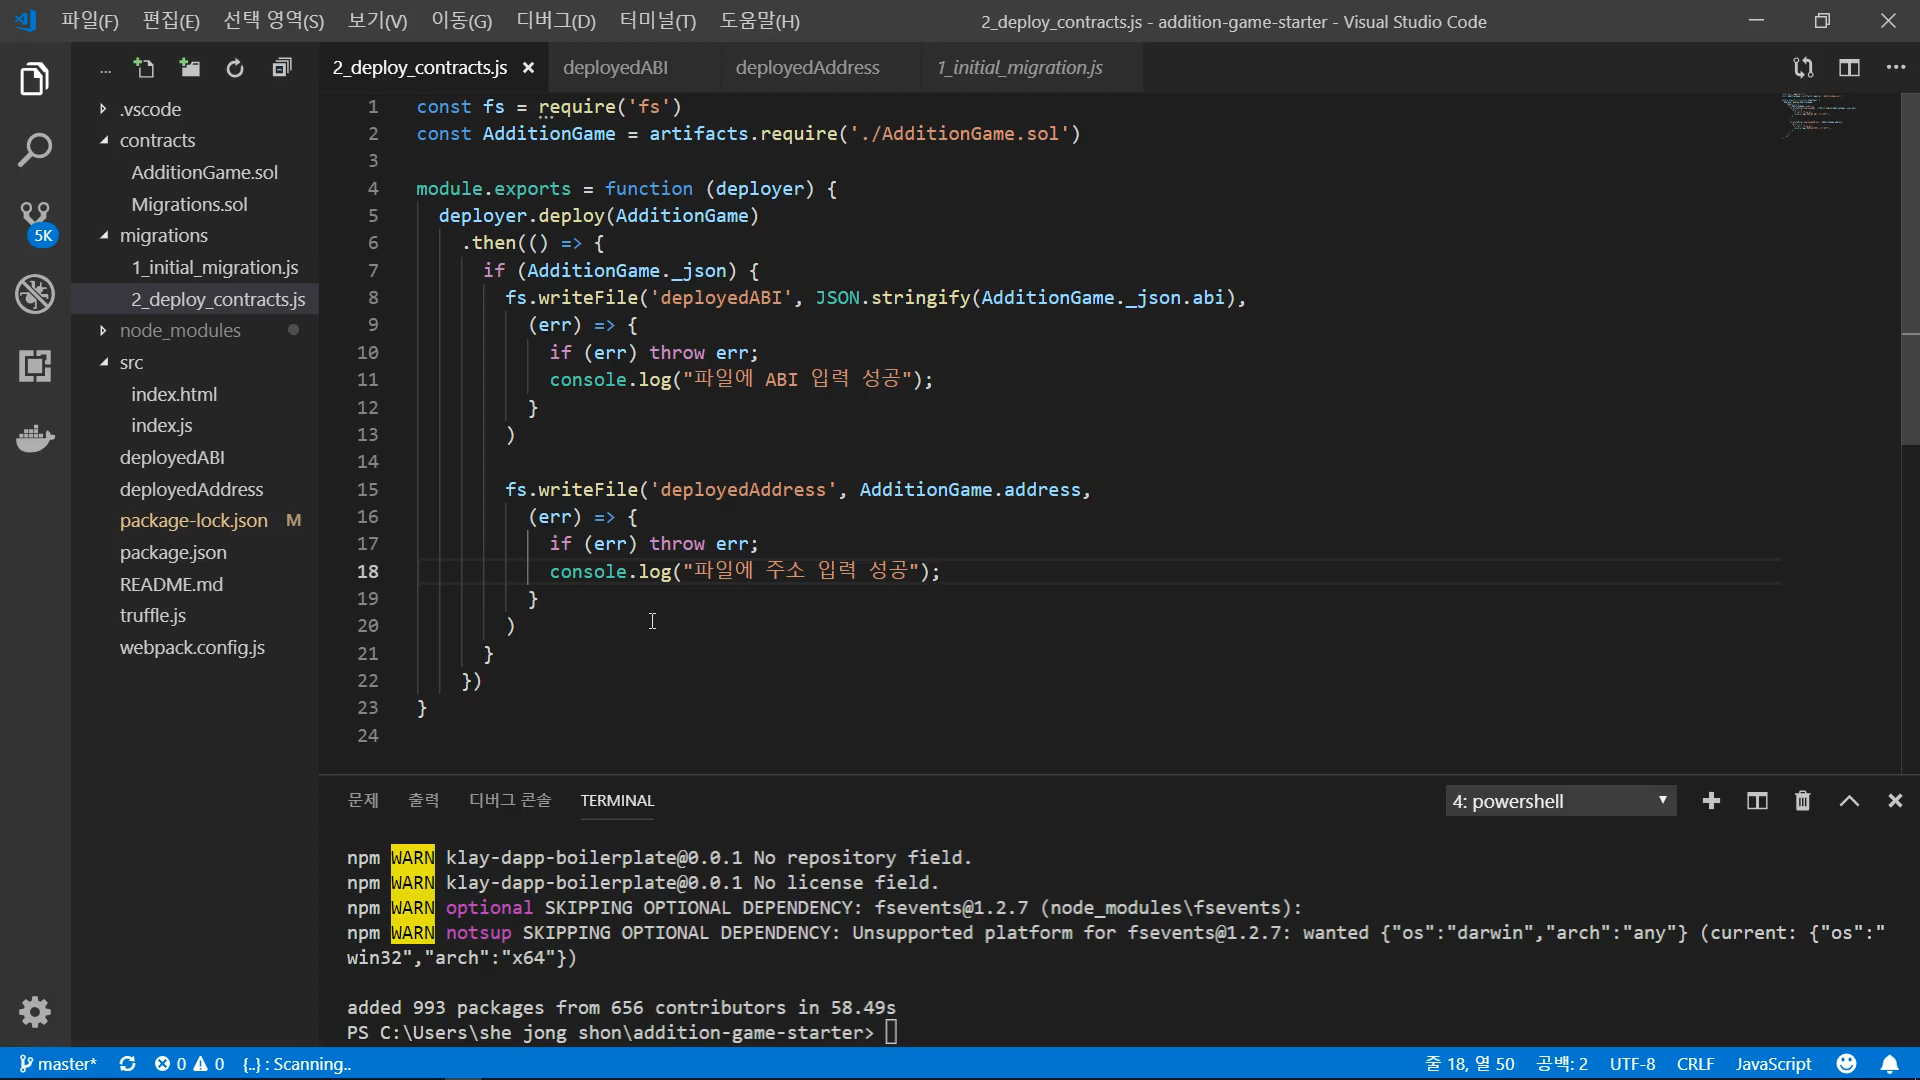 파일(F) 편집(E) 선택 영역(S) 보기(V) 이동(G) 디버그(D) 터미널(T) 도움말(H) 2_deploy_contracts.js - addition-game-starter - Visual Studio Code
... 2_deploy_contracts.js deployedABI deployedAddress 1_initial_migration.js
.vscode
contracts
AdditionGame.sol
Migrations.sol
migrations
1_initial_migration.js
2_deploy_contracts.js
node_modules
src
index.html
index.js
deployedABI
deployedAddress
package-lock.json M
package.json
README.md
truffle.js
webpack.config.js
5K
1 const fs = require('fs')
2 const AdditionGame = artifacts.require('./AdditionGame.sol')
3
4 module.exports = function (deployer) {
5 deployer.deploy(AdditionGame)
6 .then(() => {
7 if (AdditionGame._json) {
8 fs.writeFile('deployedABI', JSON.stringify(AdditionGame._json.abi),
9 (err) => {
10 if (err) throw err;
11 console.log("파일에 ABI 입력 성공");
12 }
13 )
14
15 fs.writeFile('deployedAddress', AdditionGame.address,
16 (err) => {
17 if (err) throw err;
18 console.log("파일에 주소 입력 성공");
19 }
20 )
21 }
22 })
23 }
24
문제 출력 디버그 콘솔 TERMINAL 4: powershell
npm WARN klay-dapp-boilerplate@0.0.1 No repository field.
npm WARN klay-dapp-boilerplate@0.0.1 No license field.
npm WARN optional SKIPPING OPTIONAL DEPENDENCY: fsevents@1.2.7 (node_modules\fsevents):
npm WARN notsup SKIPPING OPTIONAL DEPENDENCY: Unsupported platform for fsevents@1.2.7: wanted {"os":"darwin","arch":"any"} (current: {"os":"
win32","arch":"x64"})
added 993 packages from 656 contributors in 58.49s
PS C:\Users\she jong shon\addition-game-starter>
master* 0 0 {..} : Scanning.. 줄 18, 열 50 공백: 2 UTF-8 CRLF JavaScript